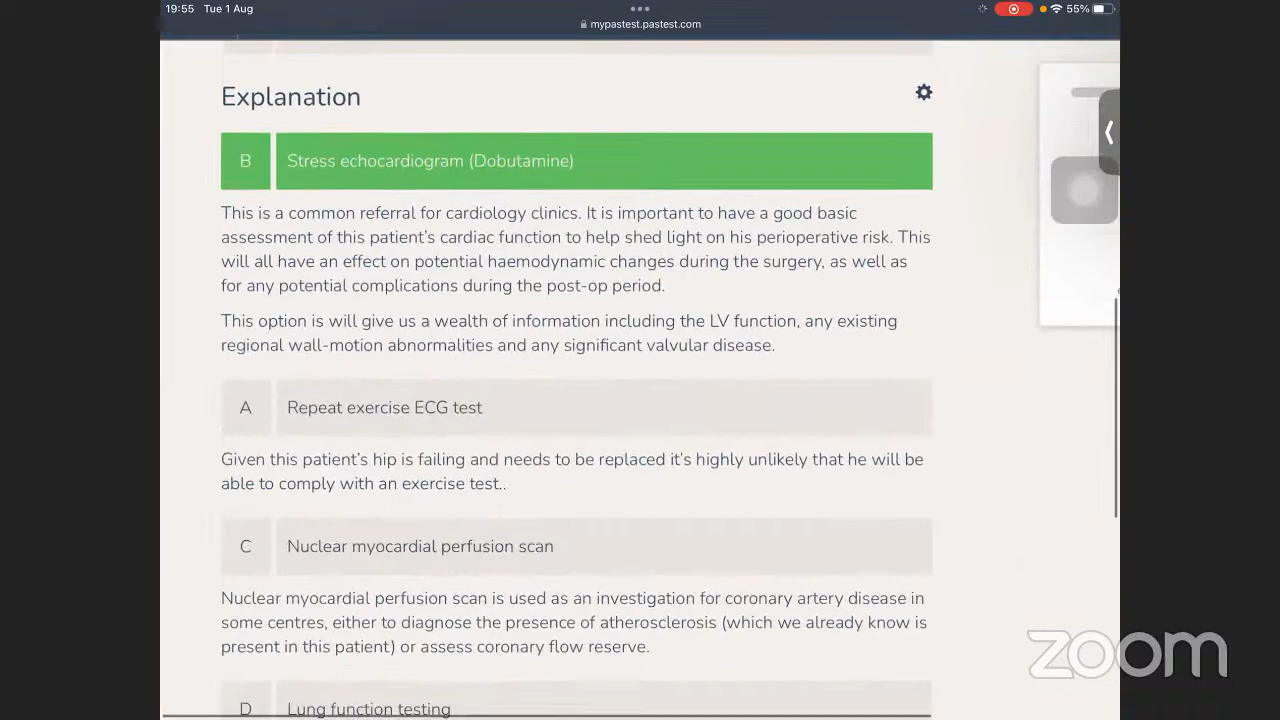 19:55 Tue 1 Aug
55%
mypastest.pastest.com
Explanation
B Stress echocardiogram (Dobutamine)
This is a common referral for cardiology clinics. It is important to have a good basic
assessment of this patient's cardiac function to help shed light on his perioperative risk. This
will all have an effect on potential haemodynamic changes during the surgery, as well as
for any potential complications during the post-op period.
This option is will give us a wealth of information including the LV function, any existing
regional wall-motion abnormalities and any significant valvular disease.
A Repeat exercise ECG test
Given this patient's hip is failing and needs to be replaced it's highly unlikely that he will be
able to comply with an exercise test..
C Nuclear myocardial perfusion scan
Nuclear myocardial perfusion scan is used as an investigation for coronary artery disease in
some centres, either to diagnose the presence of atherosclerosis (which we already know is
present in this patient) or assess coronary flow reserve.
D Lung function testing
zoom